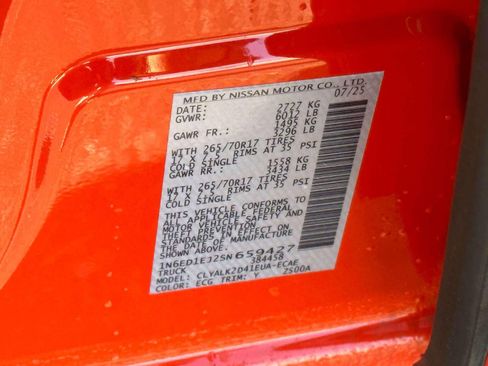 MFD BY NISSAN MOTOR CO., LTD.
DATE: 07/25
GVWR: 2727 KG
6012 LB
GAWR FR.: 1495 KG
3296 LB
WITH 265/70R17 TIRES
17 X 7.5 RIMS AT 35 PSI
COLD SINGLE
GAWR RR.: 1558 KG
3434 LB
WITH 265/70R17 TIRES
17 X 7.5 RIMS AT 35 PSI
COLD SINGLE
THIS VEHICLE CONFORMS TO
ALL APPLICABLE FEDERAL
MOTOR VEHICLE SAFETY AND
THEFT PREVENTION
STANDARDS IN EFFECT ON
THE DATE OF MANUFACTURE
SHOWN ABOVE.
1N6ED1EJ2SN659427
TRUCK 384458
MODEL: CLYALK2D41EUA-ECAE
COLOR: ECG TRIM: Y 2500A